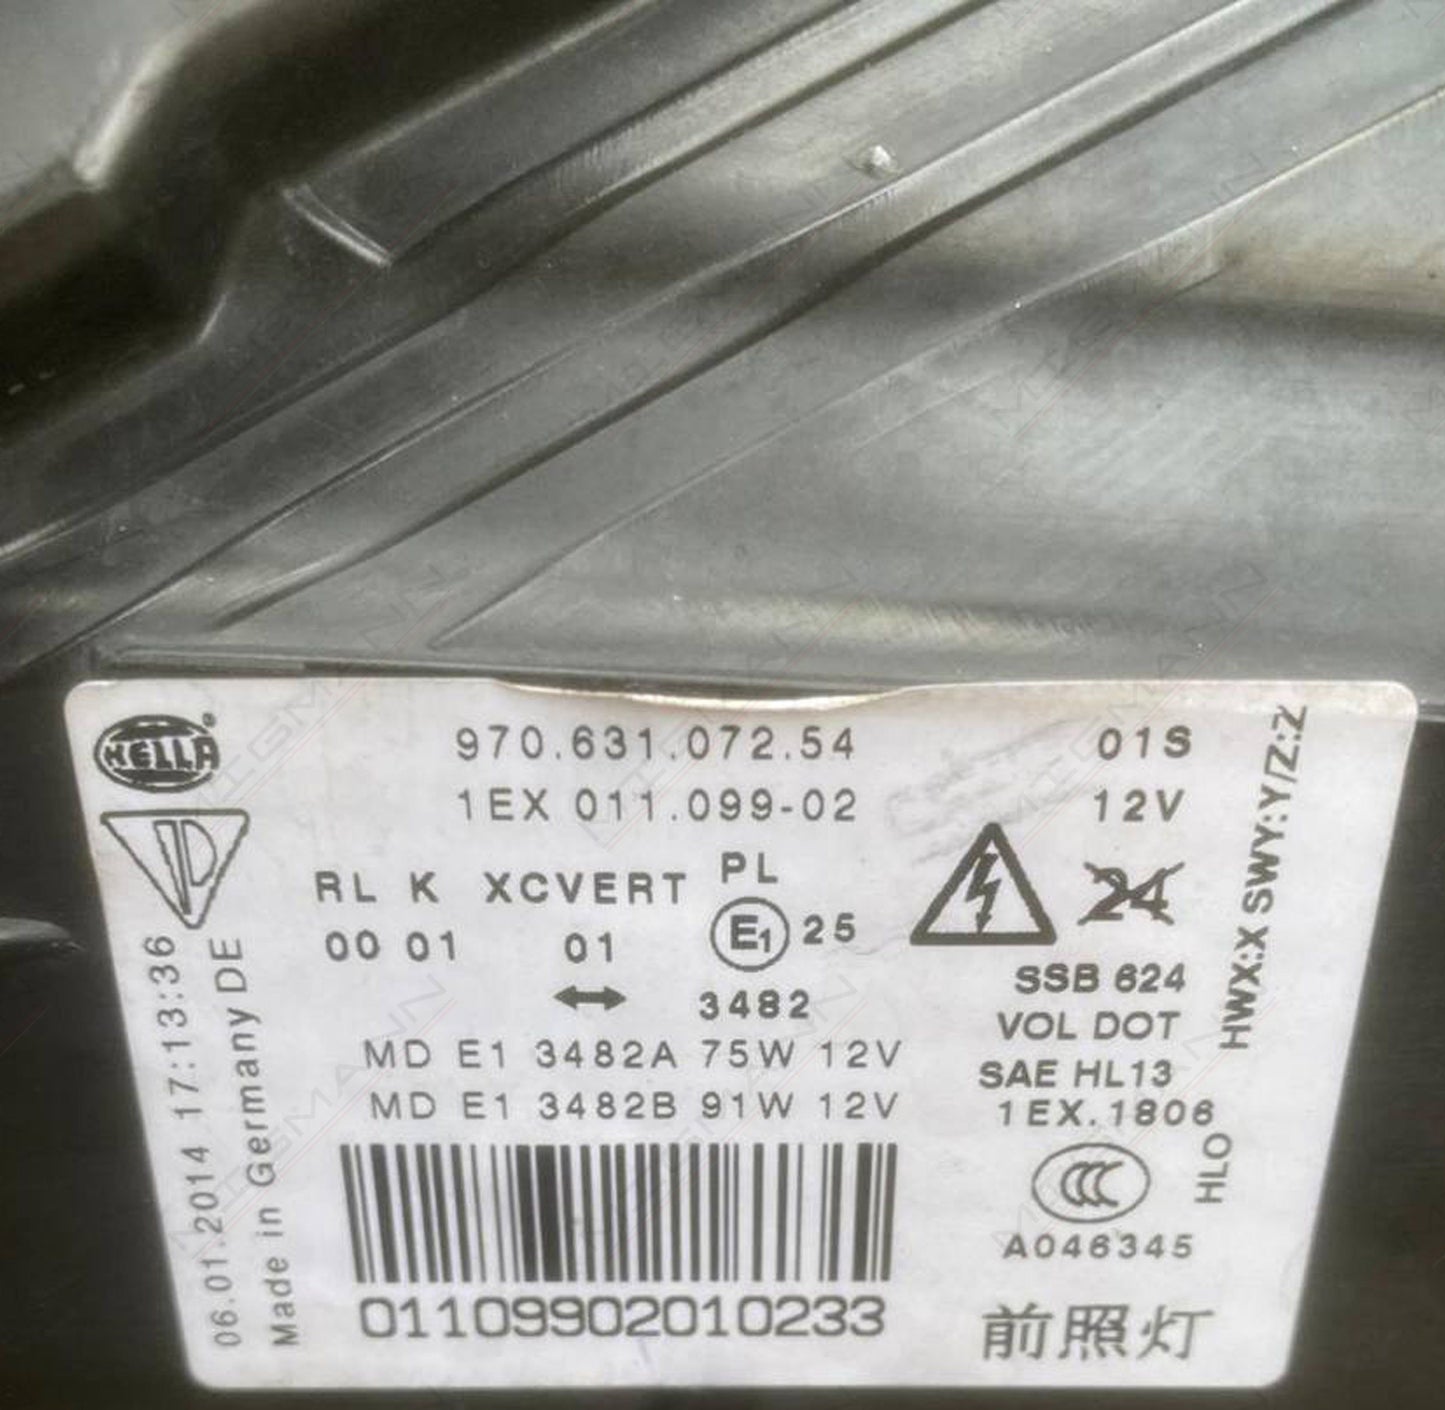 HELLA
970.631.072.54
01S
1EX 011.099-02
12V
RL K XCVERT PL
00 01 01 E1 25
24
3482
MD E1 3482A 75W 12V
MD E1 3482B 91W 12V
SSB 624
VOL DOT
SAE HL13
1EX.1806
CCC
A046345
前照灯
01109902010233
06.01.2014 17:13:36
Made in Germany DE
HWX:X SWY:Y/Z:Z
HLO
MIEGMANN